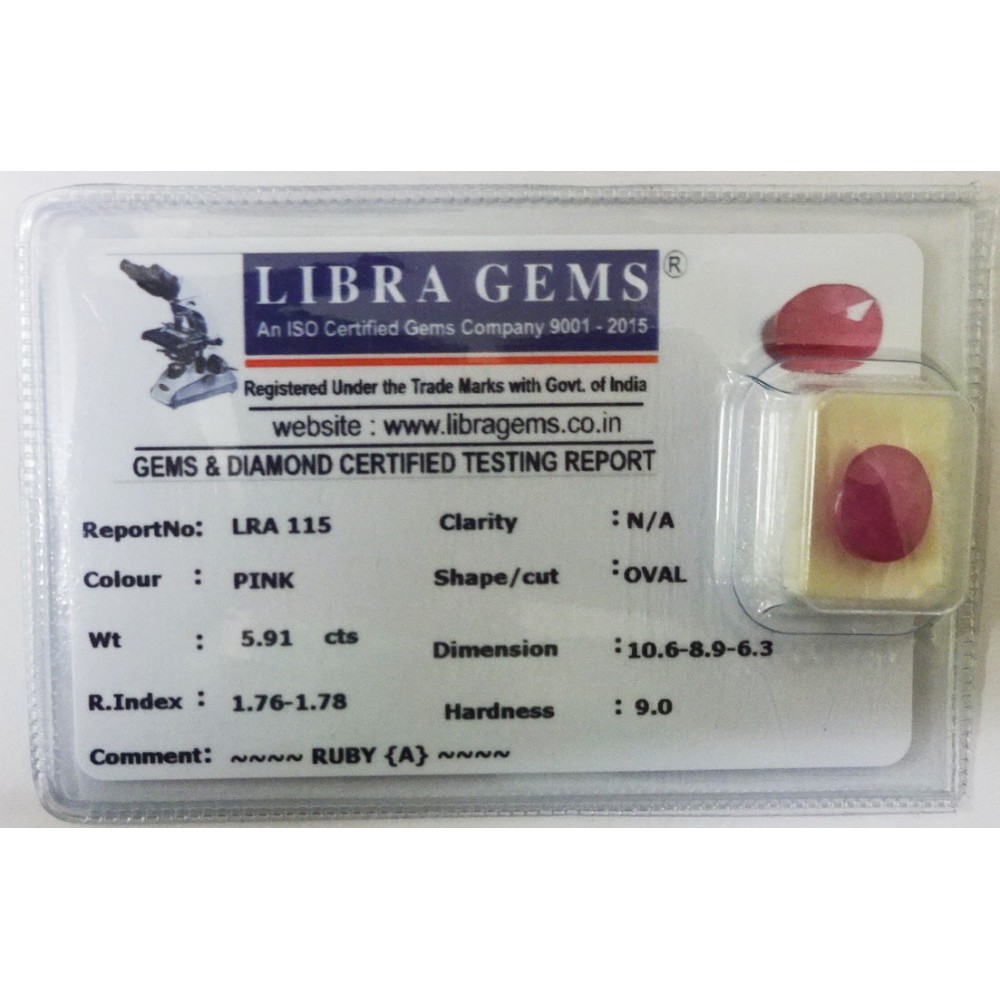 LIBRA GEMS ®
An ISO Certified Gems Company 9001 - 2015
Registered Under the Trade Marks with Govt. of India
website : www.libragems.co.in
GEMS & DIAMOND CERTIFIED TESTING REPORT
ReportNo: LRA 115 Clarity : N/A
Colour : PINK Shape/cut : OVAL
Wt : 5.91 cts Dimension : 10.6-8.9-6.3
R.Index : 1.76-1.78 Hardness : 9.0
Comment: ~~~~ RUBY {A} ~~~~